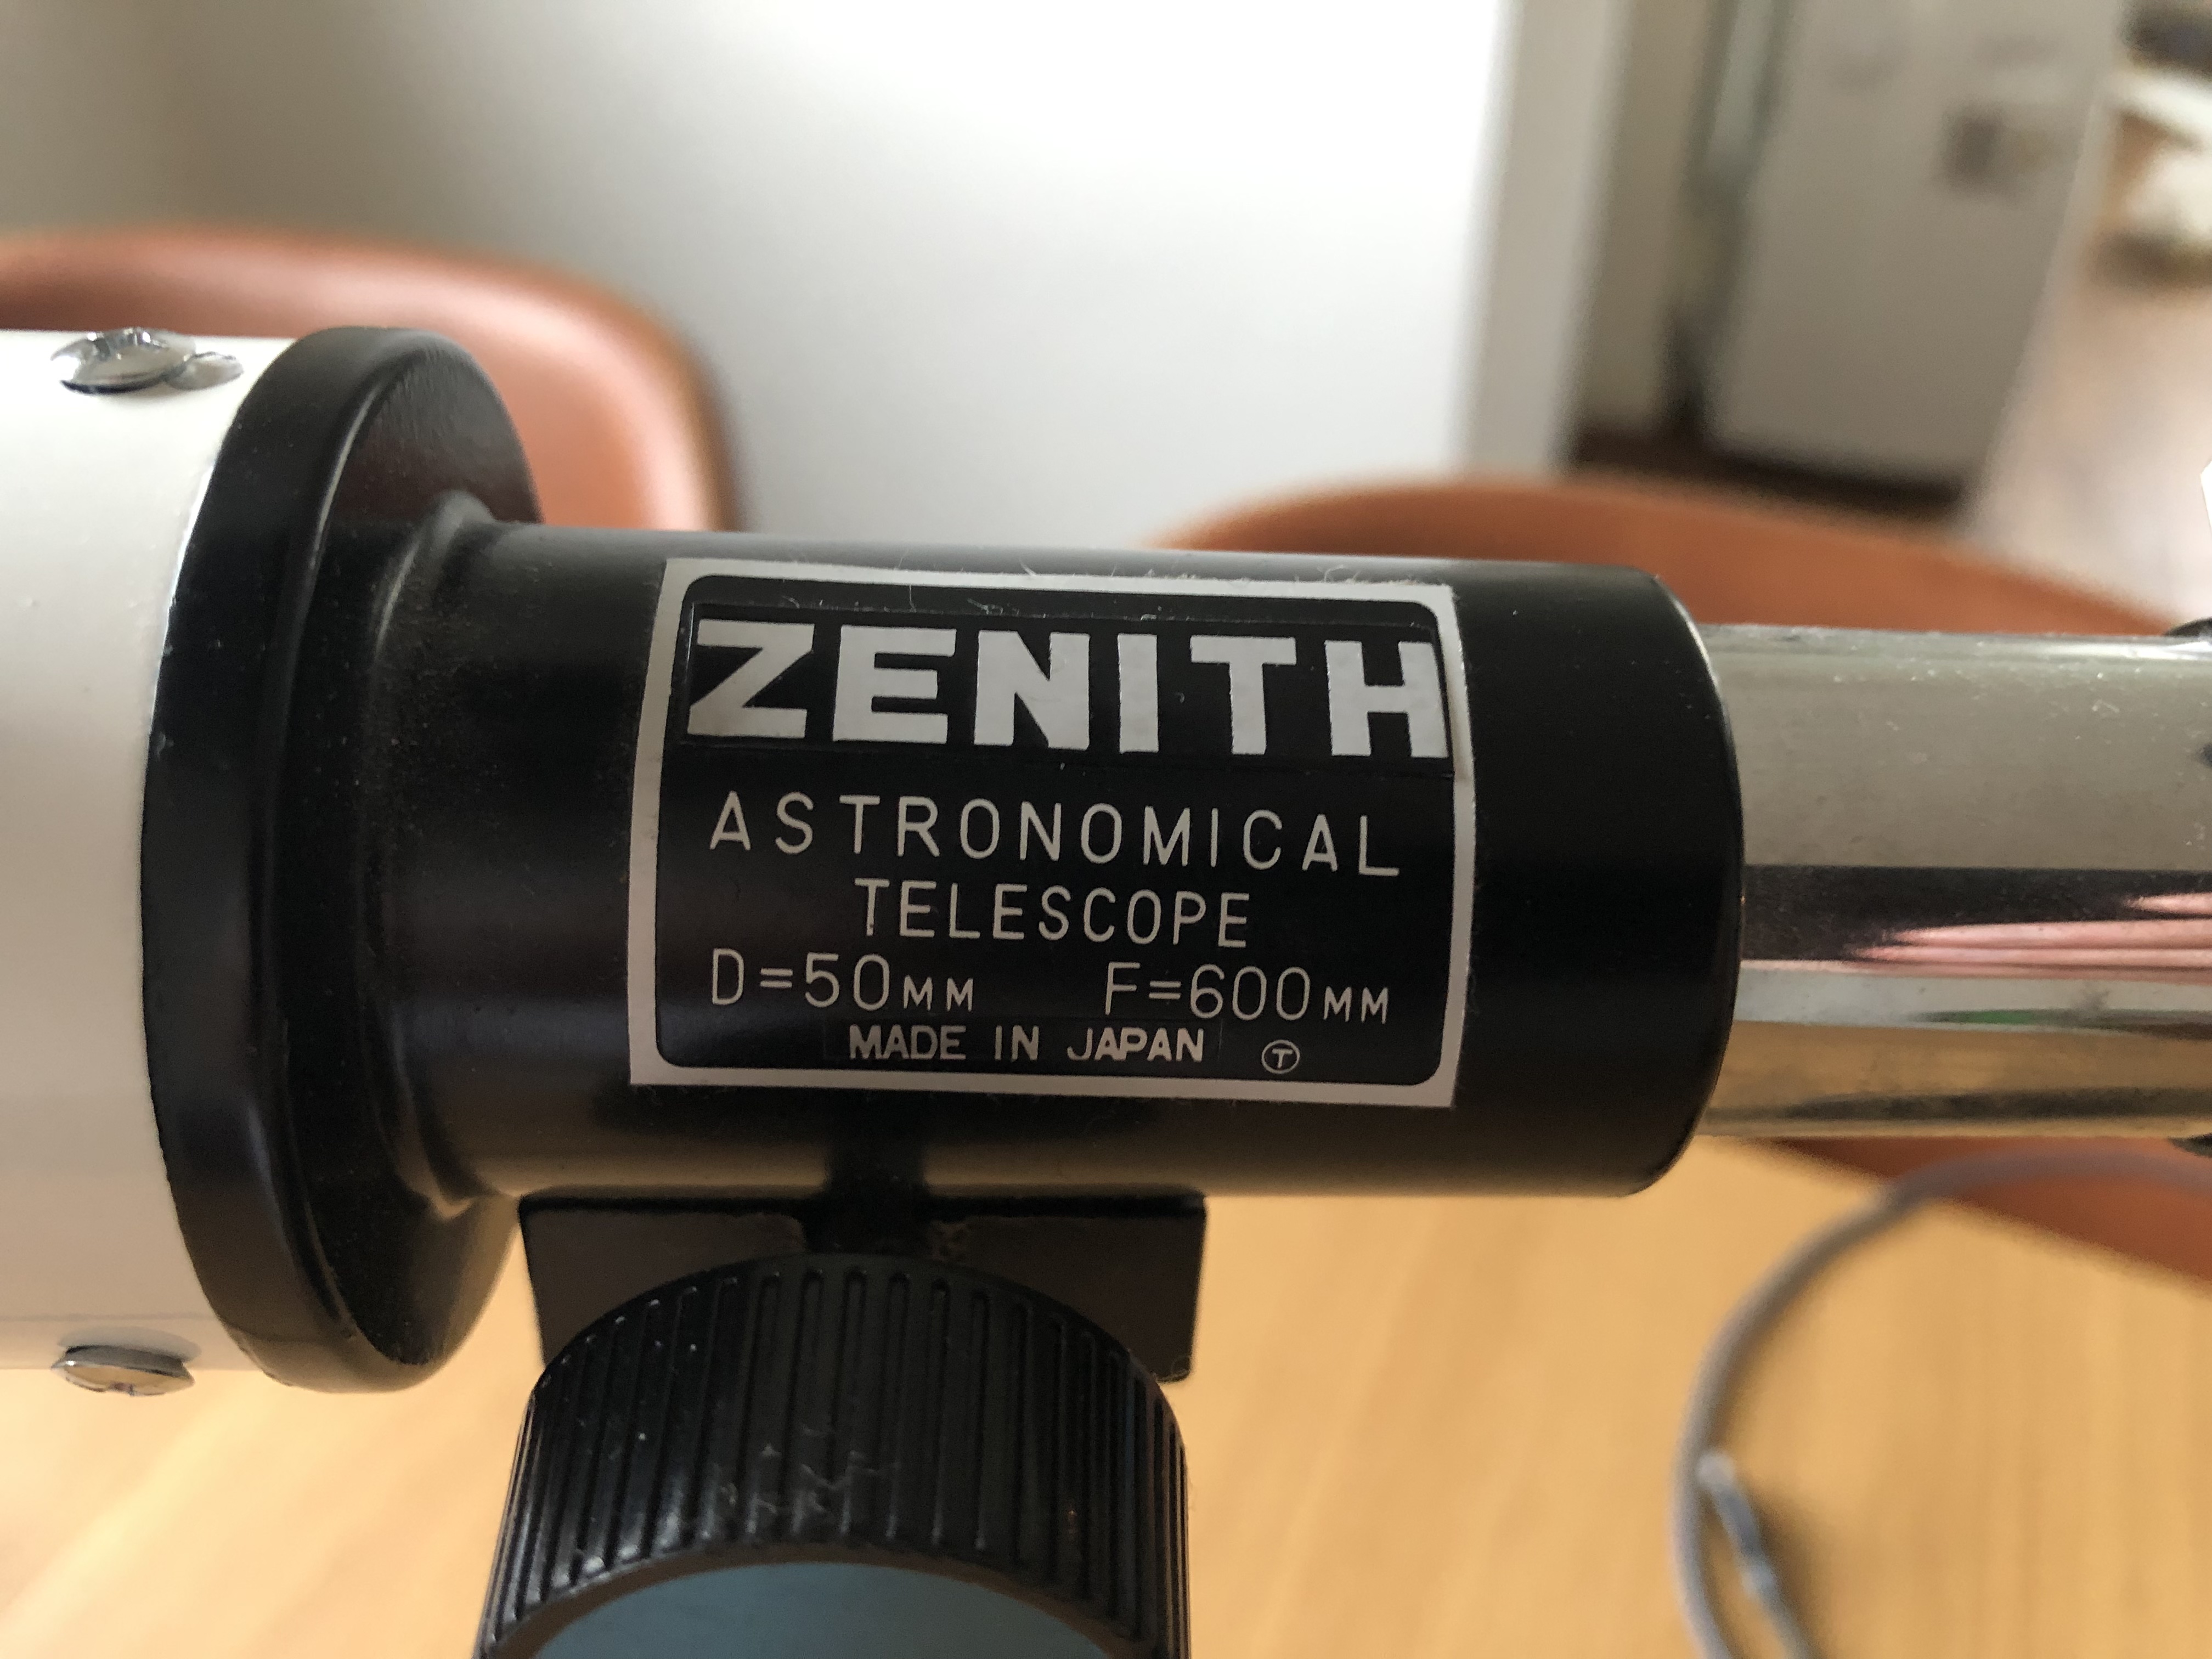 ZENITH
ASTRONOMICAL
TELESCOPE
D=50MM F=600MM
MADE IN JAPAN Ⓣ